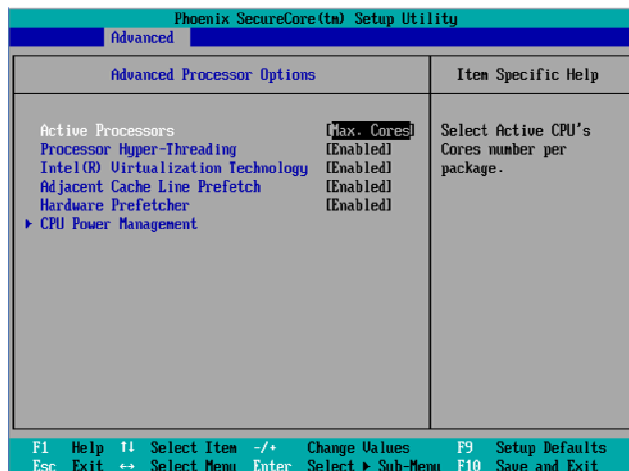 Phoenix SecureCore(tm) Setup Utility
Advanced
Advanced Processor Options
Item Specific Help
Active Processors [Max. Cores]
Processor Hyper-Threading [Enabled]
Intel(R) Virtualization Technology [Enabled]
Adjacent Cache Line Prefetch [Enabled]
Hardware Prefetcher [Enabled]
▶ CPU Power Management
Select Active CPU's
Cores number per
package.
F1 Help ↑↓ Select Item -/+ Change Values F9 Setup Defaults
Esc Exit ↔ Select Menu Enter Select ▶ Sub-Menu F10 Save and Exit